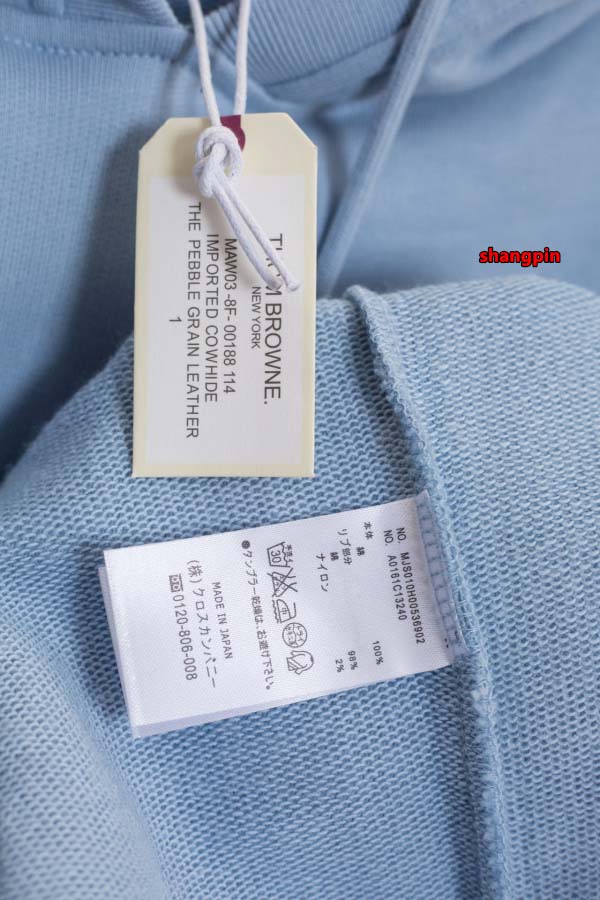 THOM BROWNE.
NEW YORK
MAW03 -8F- 00188 114
IMPORTED COWHIDE
THE PEBBLE GRAIN LEATHER
1
shangpin
NO. MJS010H00536902
NO. A0161C13240
本体 綿 100%
リブ部分 綿 98%
ナイロン 2%
30
●タンブラー乾燥は、お避け下さい。
MADE IN JAPAN
(株)クロスカンパニー
0120-806-008